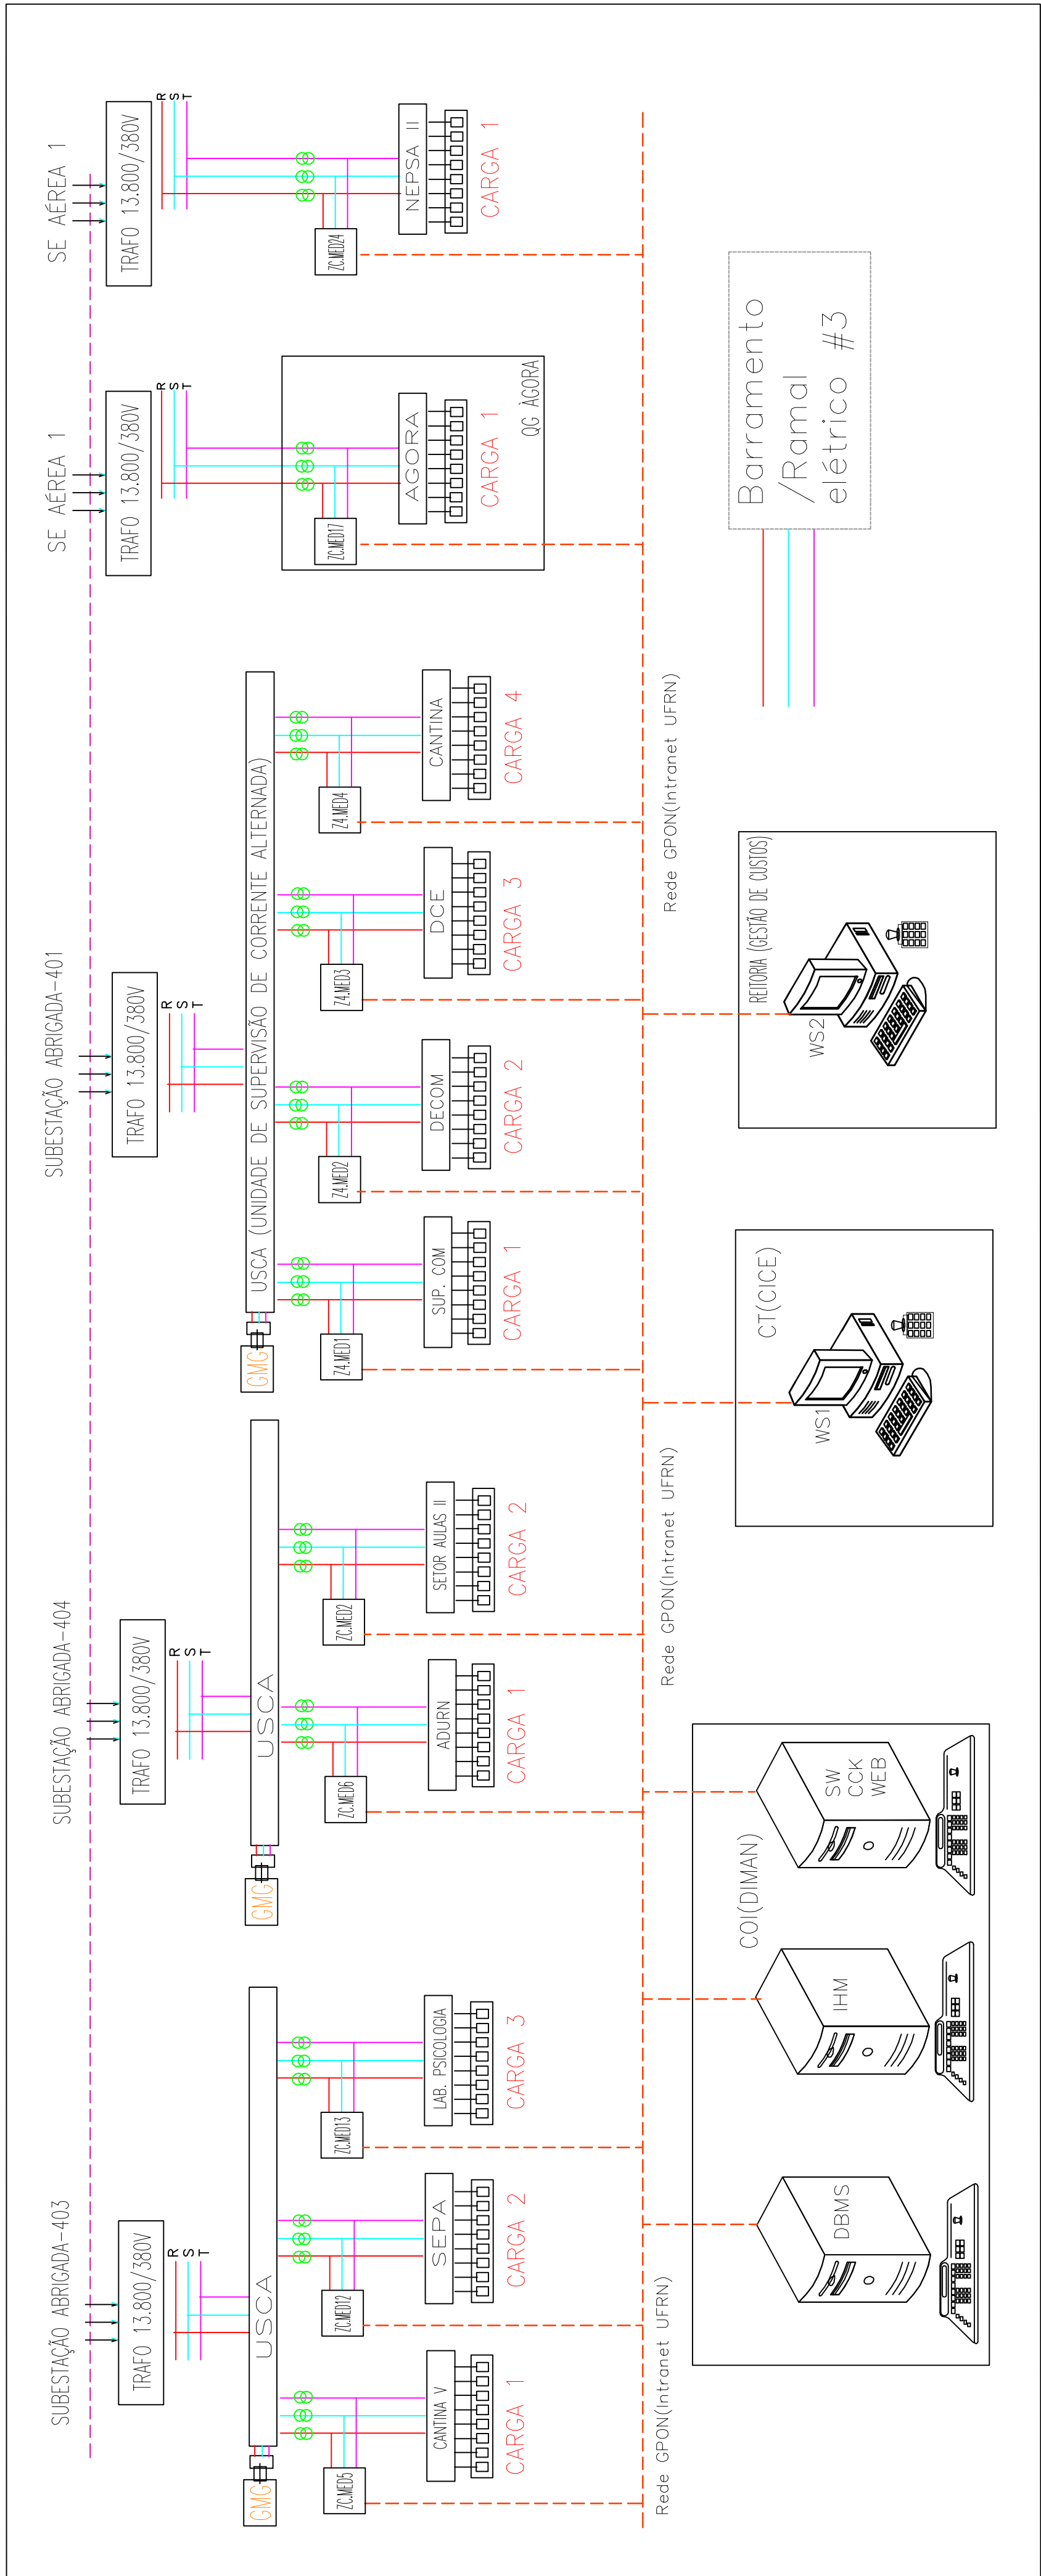 SUBESTAÇÃO ABRIGADA-403
TRAFO 13.800/380V
R
S
T
GMG
USCA
ZC.MED5
CANTINA V
CARGA 1
ZC.MED12
SEPA
CARGA 2
ZC.MED13
LAB. PSICOLOGIA
CARGA 3
SUBESTAÇÃO ABRIGADA-404
TRAFO 13.800/380V
R
S
T
GMG
USCA
ZC.MED6
ADURN
CARGA 1
ZC.MED2
SETOR AULAS II
CARGA 2
SUBESTAÇÃO ABRIGADA-401
TRAFO 13.800/380V
R
S
T
GMG
USCA (UNIDADE DE SUPERVISÃO DE CORRENTE ALTERNADA)
Z4.MED1
SUP. COM
CARGA 1
Z4.MED2
DECOM
CARGA 2
Z4.MED3
DCE
CARGA 3
Z4.MED4
CANTINA
CARGA 4
SE AÉREA 1
TRAFO 13.800/380V
R
S
T
ZC.MED17
AGORA
CARGA 1
QG ÀGORA
SE AÉREA 1
TRAFO 13.800/380V
R
S
T
ZC.MED24
NEPSA II
CARGA 1
Rede GPON(Intranet UFRN)
Rede GPON(Intranet UFRN)
Rede GPON(Intranet UFRN)
COI(DIMAN)
DBMS
IHM
SW
CCK
WEB
CT(CICE)
WS1
REITORIA (GESTÃO DE CUSTOS)
WS2
Barramento
/Ramal
elétrico #3